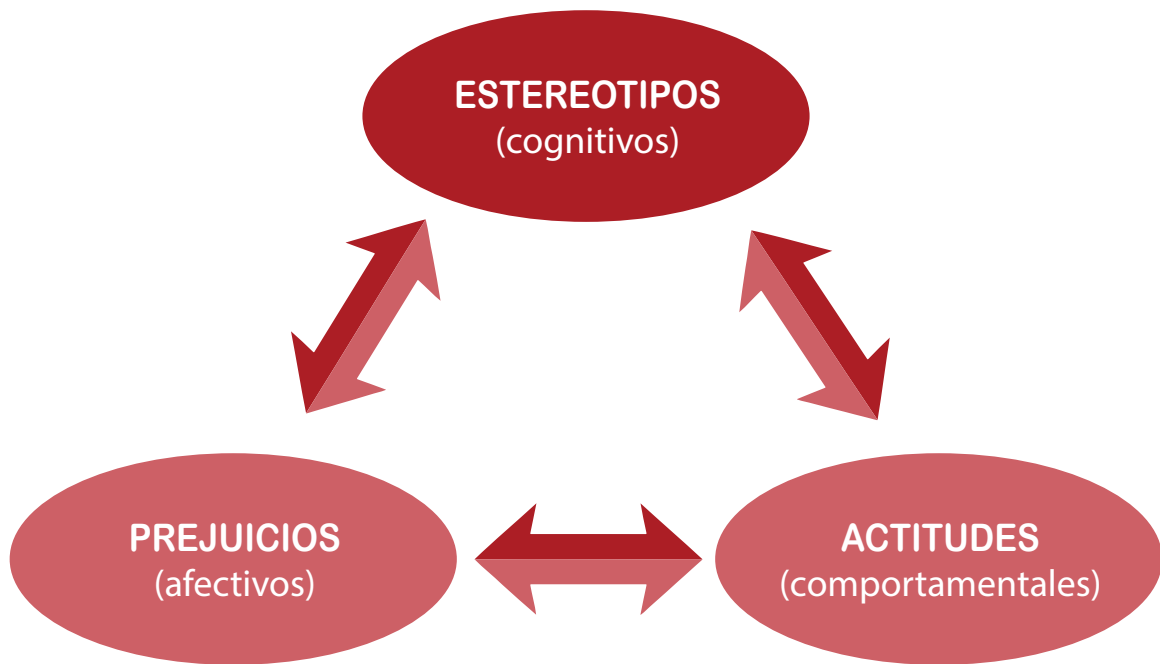 ESTEREOTIPOS
(cognitivos)
PREJUICIOS
(afectivos)
ACTITUDES
(comportamentales)